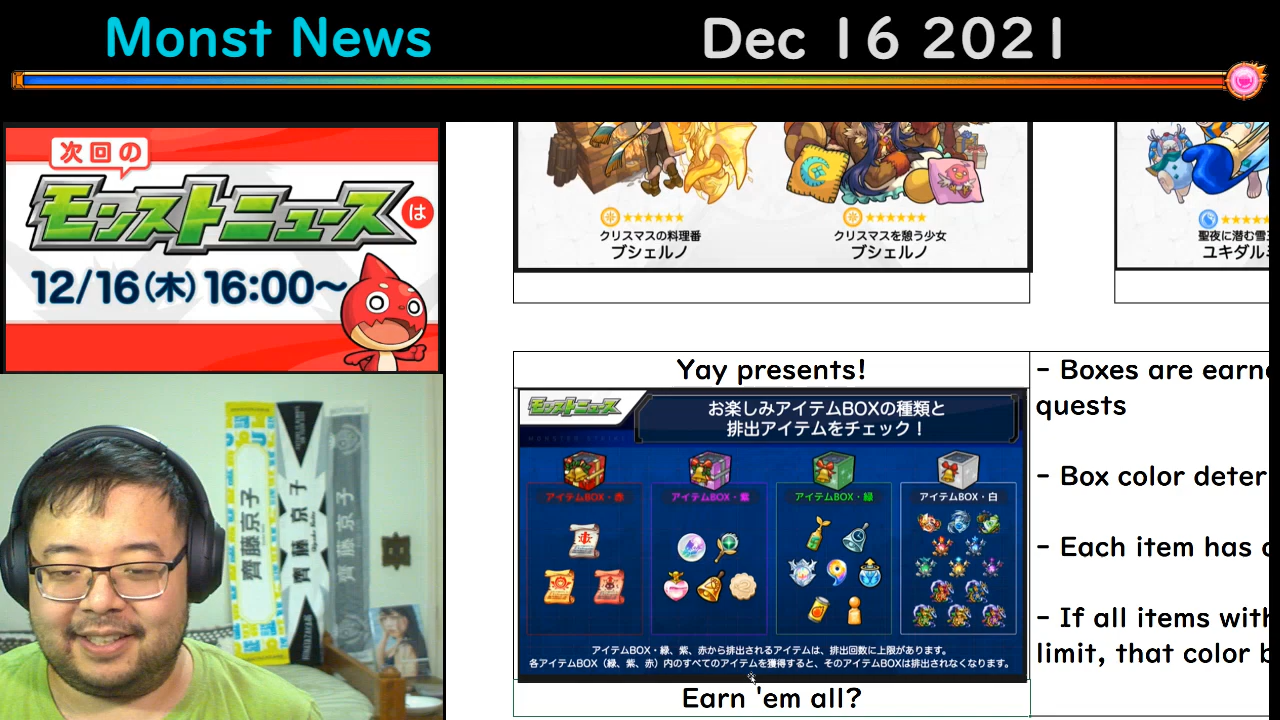 Monst News
Dec 16 2021
次回の
モンストニュースは
12/16(木)16:00〜
クリスマスの料理番
ブシェルノ
クリスマスを憩う少女
ブシェルノ
聖夜に潜む雪
ユキダル
Yay presents!
モンストニュース
お楽しみアイテムBOXの種類と
排出アイテムをチェック！
アイテムBOX・赤
アイテムBOX・紫
アイテムBOX・緑
アイテムBOX・白
アイテムBOX・緑、紫、赤から排出されるアイテムは、排出回数に上限があります。
各アイテムBOX（緑、紫、赤）内のすべてのアイテムを獲得すると、そのアイテムBOXは排出されなくなります。
Earn 'em all?
- Boxes are earn
quests
- Box color deter
- Each item has
- If all items with
limit, that color
齊藤京子
齊藤京子
齊藤京子